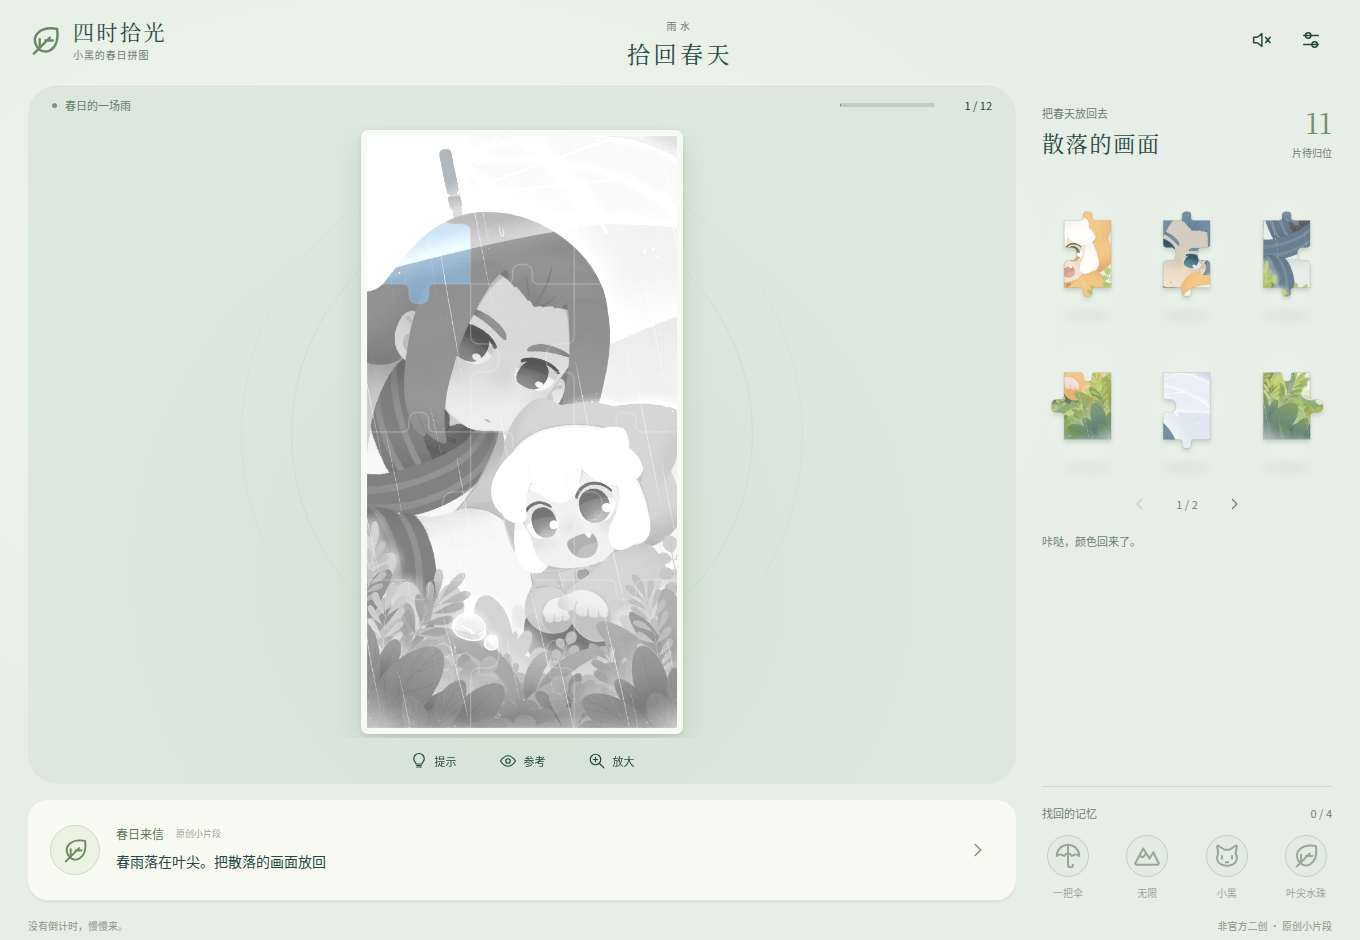 四时拾光
小黑的春日拼图
雨水
拾回春天
春日的一场雨
1 / 12
把春天放回去
散落的画面
11
片待归位
1 / 2
咔哒，颜色回来了。
提示
参考
放大
春日来信 原创小片段
春雨落在叶尖。把散落的画面放回
找回的记忆
0 / 4
一把伞
无限
小黑
叶尖水珠
没有倒计时，慢慢来。
非官方二创 · 原创小片段